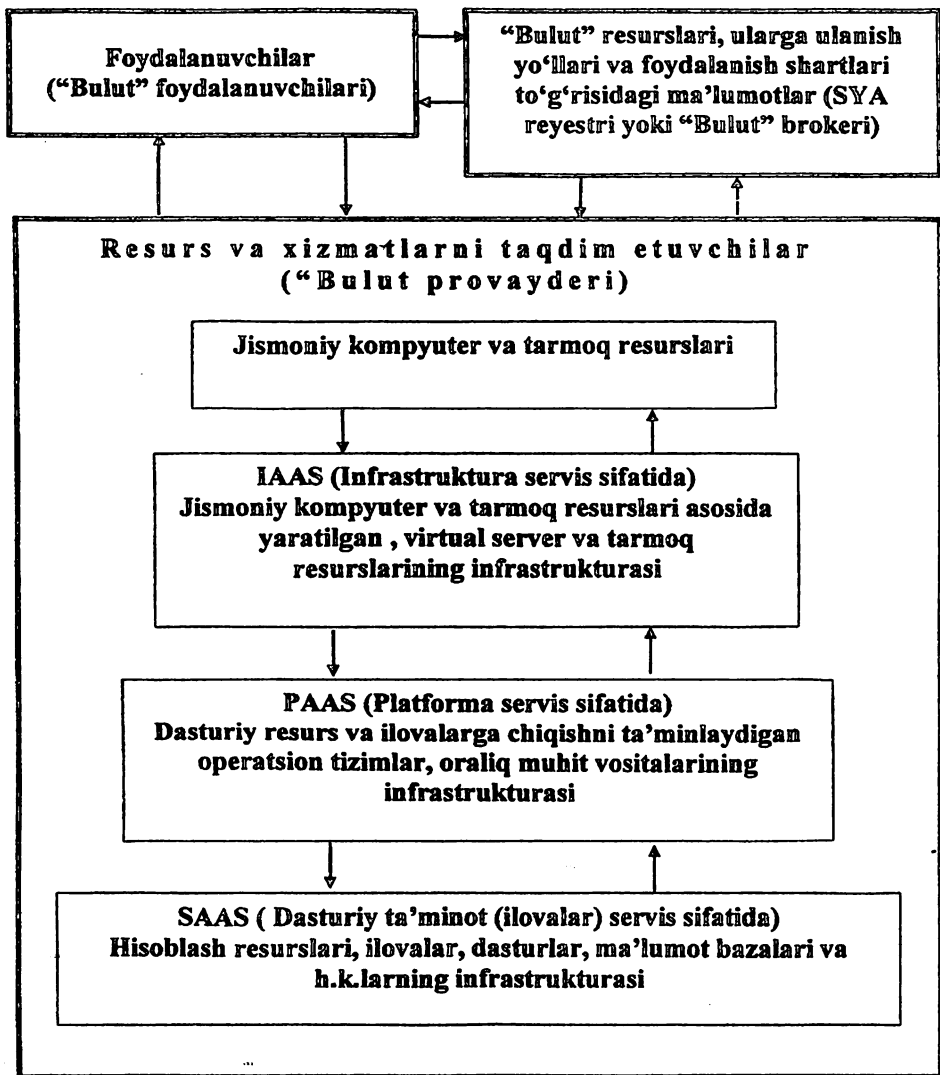 Foydalanuvchilar
(“Bulut” foydalanuvchilari)
“Bulut” resurslari, ularga ulanish
yo‘llari va foydalanish shartlari
to‘g‘risidagi ma’lumotlar (SYA
reyestri yoki “Bulut” brokeri)
Resurs va xizmatlarni taqdim etuvchilar
(“Bulut provayderi)
Jismoniy kompyuter va tarmoq resurslari
IAAS (Infrastruktura servis sifatida)
Jismoniy kompyuter va tarmoq resurslari asosida
yaratilgan , virtual server va tarmoq
resurslarining infrastrukturasi
PAAS (Platforma servis sifatida)
Dasturiy resurs va ilovalarga chiqishni ta’minlaydigan
operatsion tizimlar, oraliq muhit vositalarining
infrastrukturasi
SAAS ( Dasturiy ta’minot (ilovalar) servis sifatida)
Hisoblash resurslari, ilovalar, dasturlar, ma’lumot bazalari va
h.k.larning infrastrukturasi